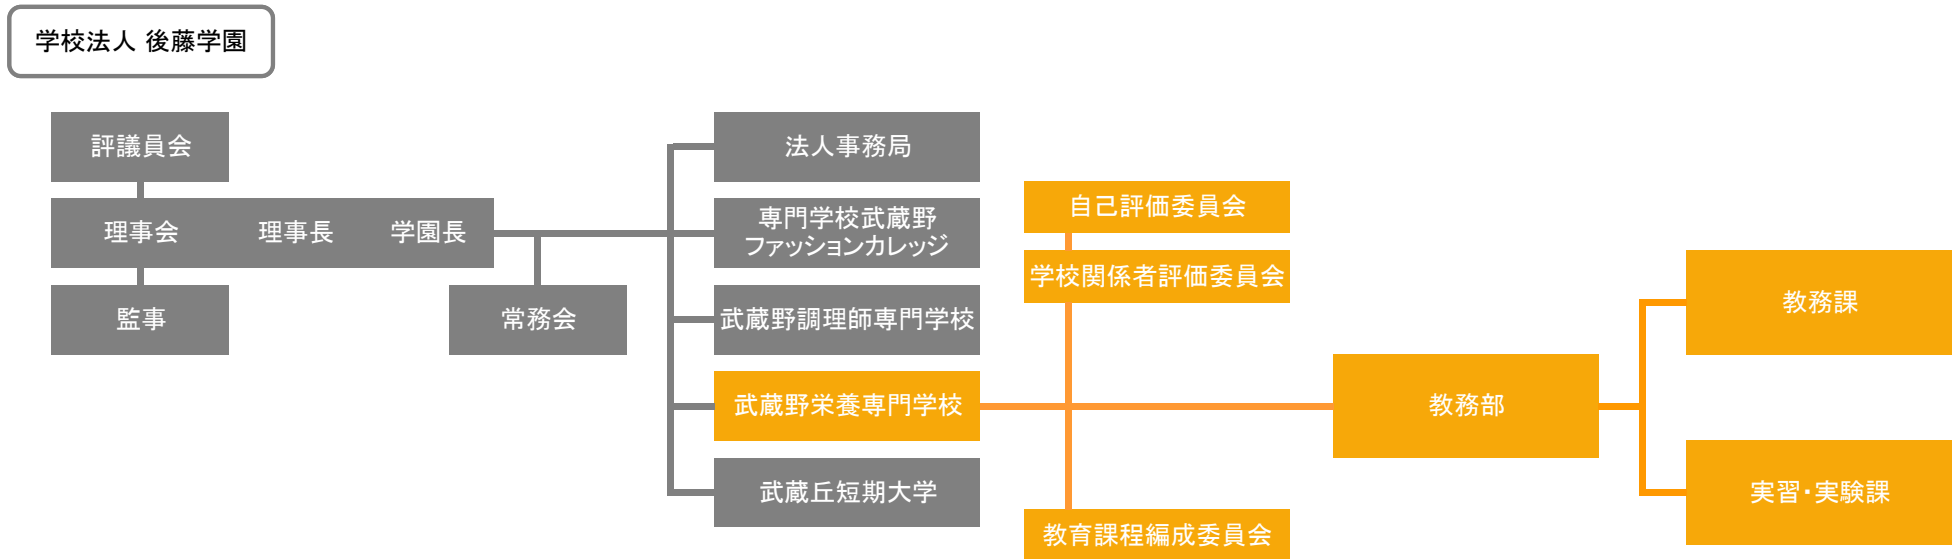 学校法人 後藤学園
評議員会
理事会 理事長 学園長
監事
常務会
法人事務局
専門学校武蔵野
ファッションカレッジ
武蔵野調理師専門学校
武蔵野栄養専門学校
武蔵丘短期大学
自己評価委員会
学校関係者評価委員会
教育課程編成委員会
教務部
教務課
実習・実験課